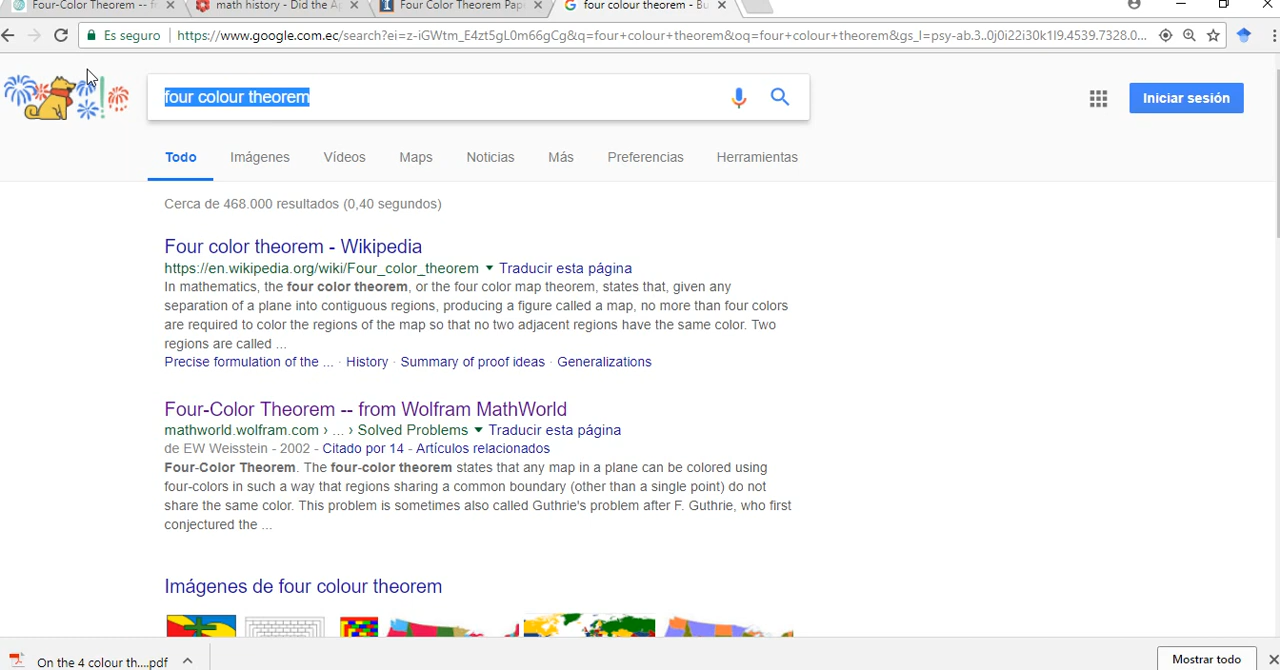 Four-Color Theorem -- fr
math history - Did the Ap
Four Color Theorem Pap
four colour theorem - Bu
Es seguro
https://www.google.com.ec/search?ei=z-iGWtm_E4zt5gL0m66gCg&q=four+colour+theorem&oq=four+colour+theorem&gs_l=psy-ab.3..0j0i22i30k1l9.4539.7328.0...
four colour theorem
Iniciar sesión
Todo Imágenes Vídeos Maps Noticias Más Preferencias Herramientas
Cerca de 468.000 resultados (0,40 segundos)
Four color theorem - Wikipedia
https://en.wikipedia.org/wiki/Four_color_theorem ▼ Traducir esta página
In mathematics, the four color theorem, or the four color map theorem, states that, given any
separation of a plane into contiguous regions, producing a figure called a map, no more than four colors
are required to color the regions of the map so that no two adjacent regions have the same color. Two
regions are called ...
Precise formulation of the ... · History · Summary of proof ideas · Generalizations
Four-Color Theorem -- from Wolfram MathWorld
mathworld.wolfram.com › ... › Solved Problems ▼ Traducir esta página
de EW Weisstein - 2002 - Citado por 14 - Artículos relacionados
Four-Color Theorem. The four-color theorem states that any map in a plane can be colored using
four-colors in such a way that regions sharing a common boundary (other than a single point) do not
share the same color. This problem is sometimes also called Guthrie's problem after F. Guthrie, who first
conjectured the ...
Imágenes de four colour theorem
On the 4 colour th....pdf
Mostrar todo